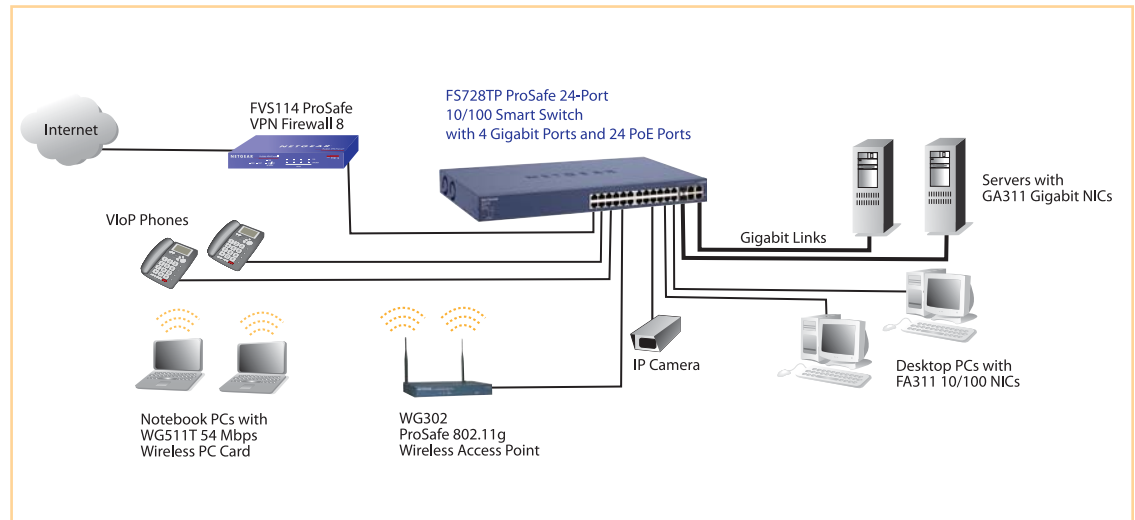 Internet
FVS114 ProSafe
VPN Firewall 8
NETGEAR
FS728TP ProSafe 24-Port
10/100 Smart Switch
with 4 Gigabit Ports and 24 PoE Ports
NETGEAR
Servers with
GA311 Gigabit NICs
VIoP Phones
Gigabit Links
IP Camera
Desktop PCs with
FA311 10/100 NICs
Notebook PCs with
WG511T 54 Mbps
Wireless PC Card
WG302
ProSafe 802.11g
Wireless Access Point